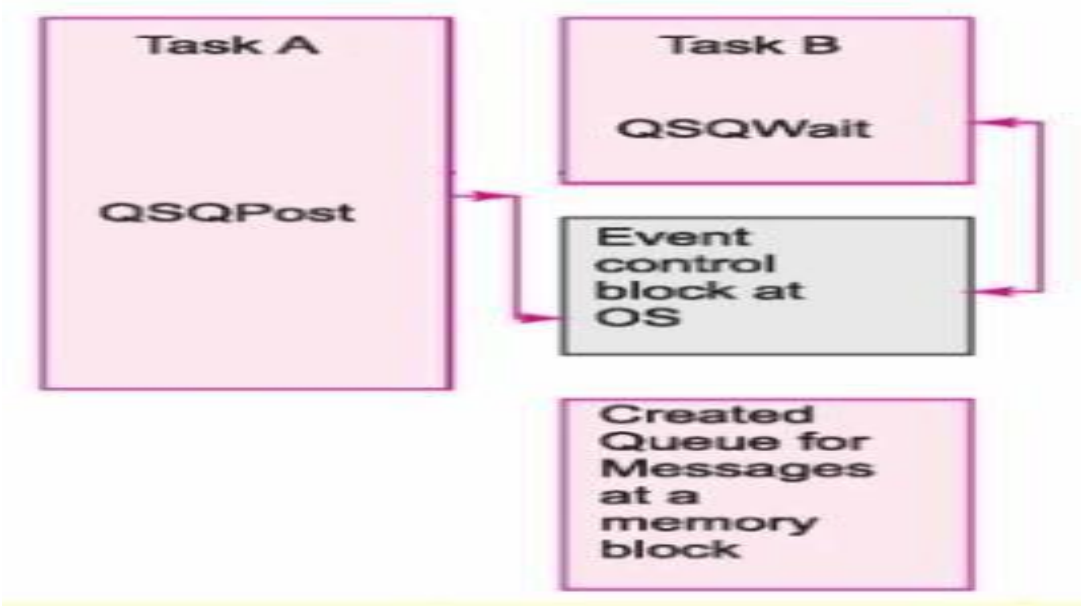 Task A
QSQPost
Task B
QSQWait
Event
control
block at
OS
Created
Queue for
Messages
at a
memory
block